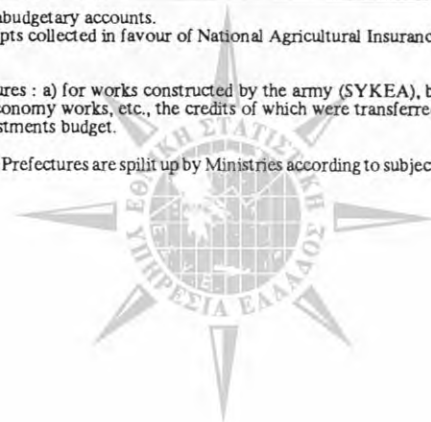 budgetary accounts.
pts collected in favour of National Agricultural Insuranc
ures : a) for works constructed by the army (SYKEA), b
conomy works, etc., the credits of which were transferre
stments budget.
Prefectures are spilit up by Ministries according to subjec
ΕΘΝΙΚΗ ΣΤΑΤΙΣΤΙΚΗ
ΥΠΗΡΕΣΙΑ ΕΛΛΑΔΟΣ
Ε.Σ.Υ.Ε.